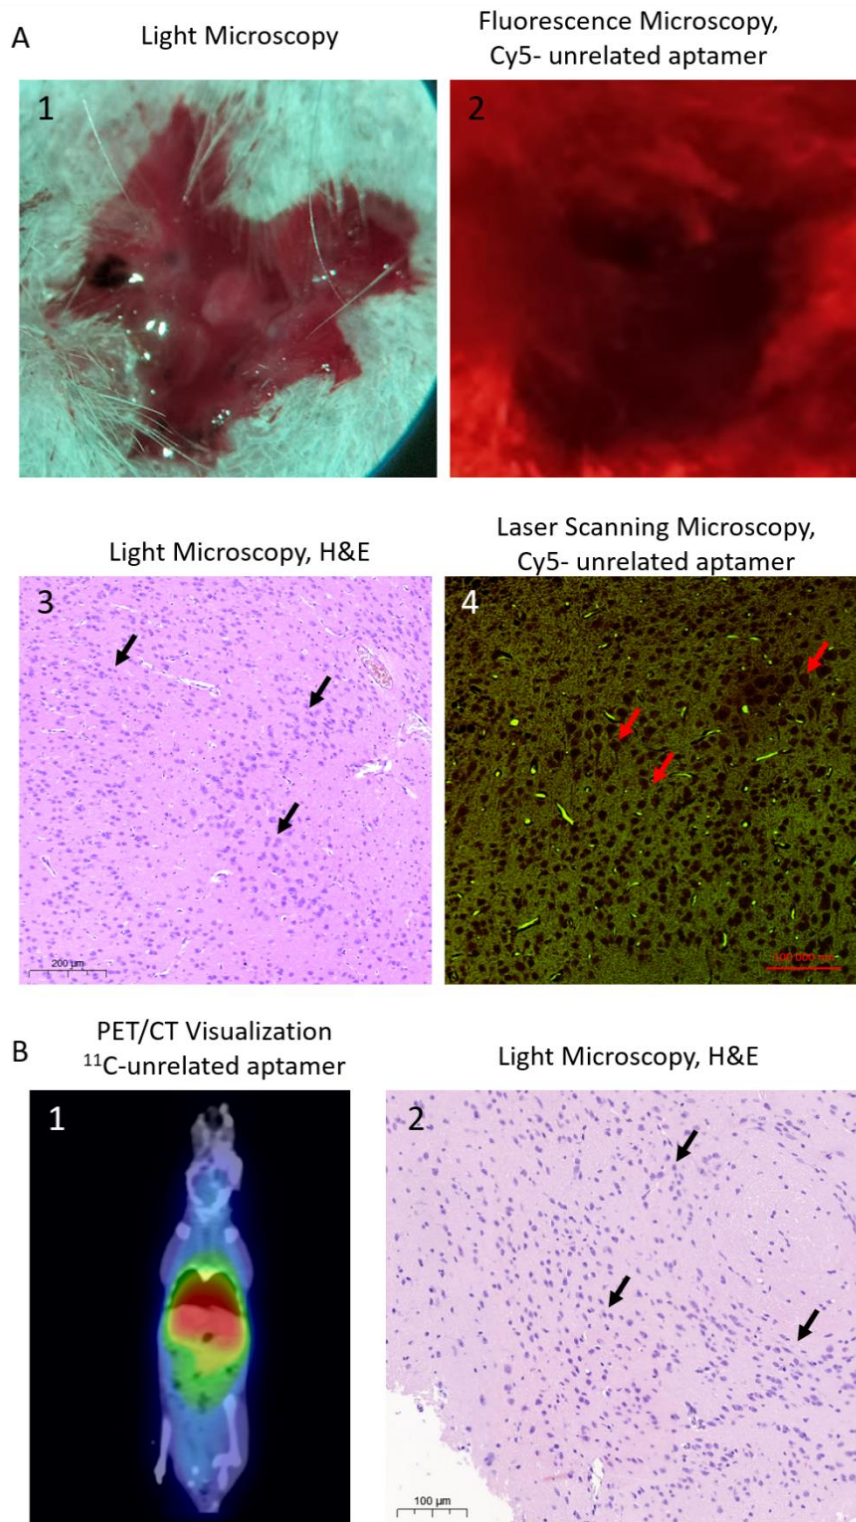 A
Light Microscopy
Fluorescence Microscopy,
Cy5- unrelated aptamer
1
2
Light Microscopy, H&E
Laser Scanning Microscopy,
Cy5- unrelated aptamer
3
4
200 µm
B
PET/CT Visualization
¹¹C-unrelated aptamer
Light Microscopy, H&E
1
2
100 µm